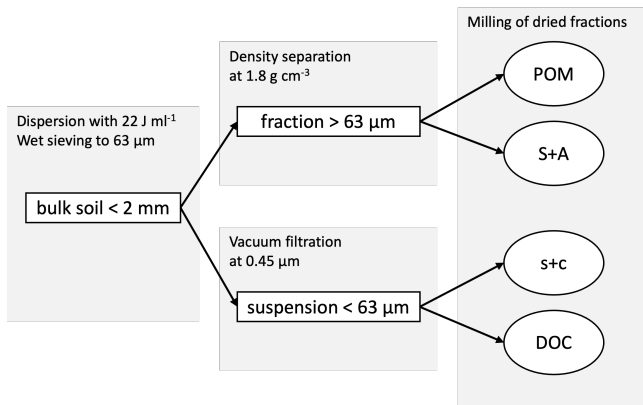 Milling of dried fractions
Density separation
at 1.8 g cm⁻³
POM
fraction > 63 µm
Dispersion with 22 J ml⁻¹
Wet sieving to 63 µm
S+A
bulk soil < 2 mm
Vacuum filtration
at 0.45 µm
s+c
suspension < 63 µm
DOC